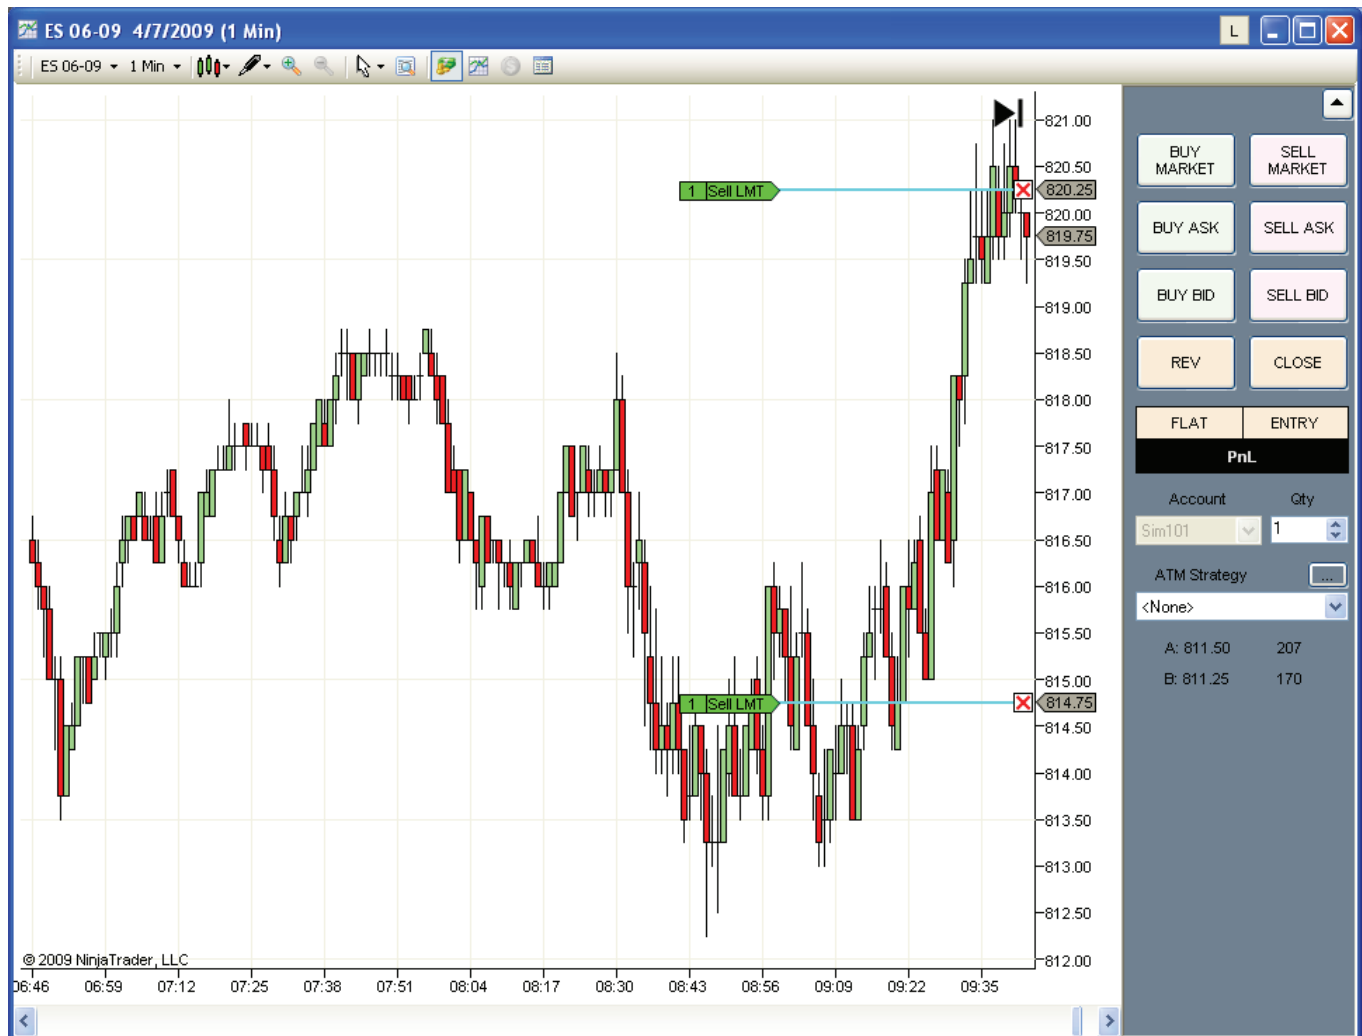 ES 06-09  4/7/2009 (1 Min)
L
ES 06-09
1 Min
821.00
820.50
820.25
820.00
819.75
819.50
819.00
818.50
818.00
817.50
817.00
816.50
816.00
815.50
815.00
814.75
814.50
814.00
813.50
813.00
812.50
812.00
1 Sell LMT
1 Sell LMT
© 2009 NinjaTrader, LLC
06:46 06:59 07:12 07:25 07:38 07:51 08:04 08:17 08:30 08:43 08:56 09:09 09:22 09:35
BUY
MARKET
SELL
MARKET
BUY ASK
SELL ASK
BUY BID
SELL BID
REV
CLOSE
FLAT
ENTRY
PnL
Account
Qty
Sim101
1
ATM Strategy
...
<None>
A: 811.50 207
B: 811.25 170